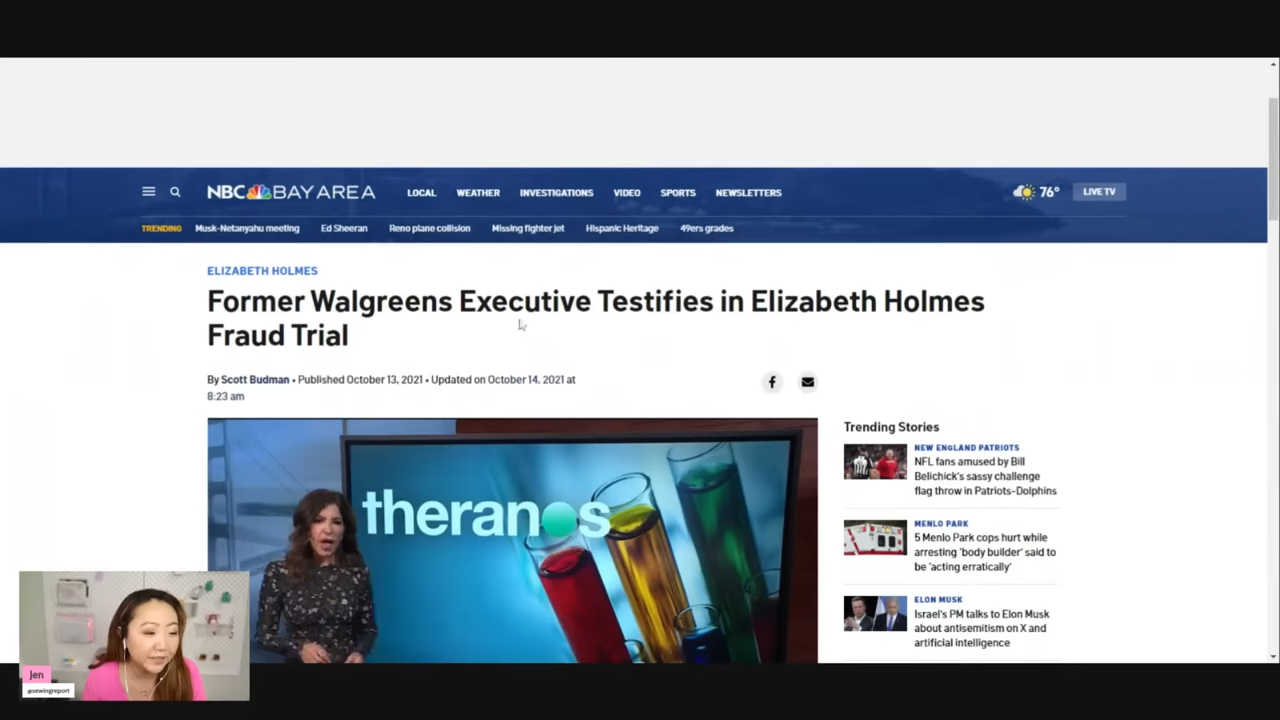 NBC BAY AREA
LOCAL
WEATHER
INVESTIGATIONS
VIDEO
SPORTS
NEWSLETTERS
76°
LIVE TV
TRENDING
Musk-Netanyahu meeting
Ed Sheeran
Reno plane collision
Missing fighter jet
Hispanic Heritage
49ers grades
ELIZABETH HOLMES
Former Walgreens Executive Testifies in Elizabeth Holmes
Fraud Trial
By Scott Budman • Published October 13, 2021 • Updated on October 14, 2021 at
8:23 am
theranos
Trending Stories
NEW ENGLAND PATRIOTS
NFL fans amused by Bill
Belichick's sassy challenge
flag throw in Patriots-Dolphins
MENLO PARK
5 Menlo Park cops hurt while
arresting 'body builder' said to
be 'acting erratically'
ELON MUSK
Israel's PM talks to Elon Musk
about antisemitism on X and
artificial intelligence
Jen
@sewingreport